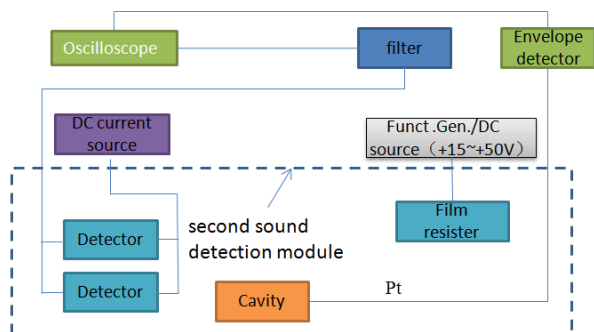 Oscilloscope
filter
Envelope
detector
DC current
source
Funct .Gen./DC
source（+15~+50V）
second sound
detection module
Film
resister
Detector
Detector
Cavity
Pt